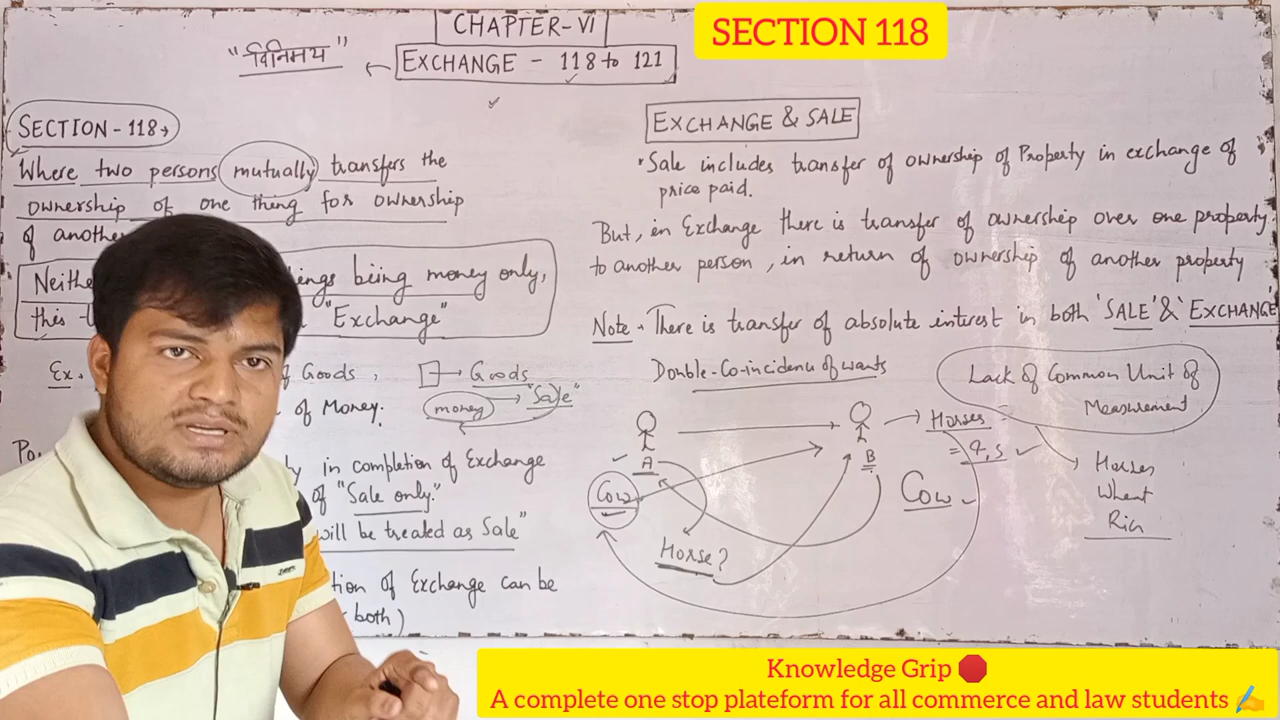 CHAPTER-VI
SECTION 118
"विनिमय"
EXCHANGE - 118 to 121
SECTION - 118
Where two persons mutually transfers the
ownership of one thing for ownership
of another
things being money only,
this "Exchange"
EXCHANGE & SALE
Sale includes transfer of ownership of Property in exchange of
price paid.
But, in Exchange there is transfer of ownership over one property
to another person, in return of ownership of another property
Note There is transfer of absolute interest in both 'SALE' & 'EXCHANGE'
Ex. of Goods,
of Money.
Goods
money
"Sale"
in completion of Exchange
of "Sale only."
will be treated as Sale"
of Exchange can be
both)
Double-Co-incidence of wants
Lack of Common Unit of
Measurement
A
B
Horses
Cow
Cow
Horse?
Horses
Wheat
Knowledge Grip 🛑
A complete one stop plateform for all commerce and law students ✍️